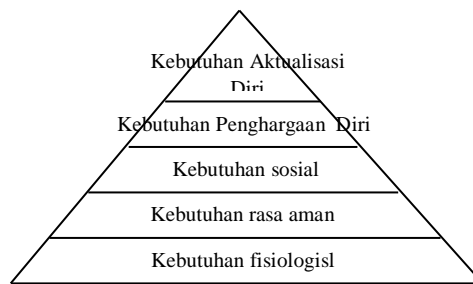 Kebutuhan Aktualisasi
Diri
Kebutuhan Penghargaan Diri
Kebutuhan sosial
Kebutuhan rasa aman
Kebutuhan fisiologisl